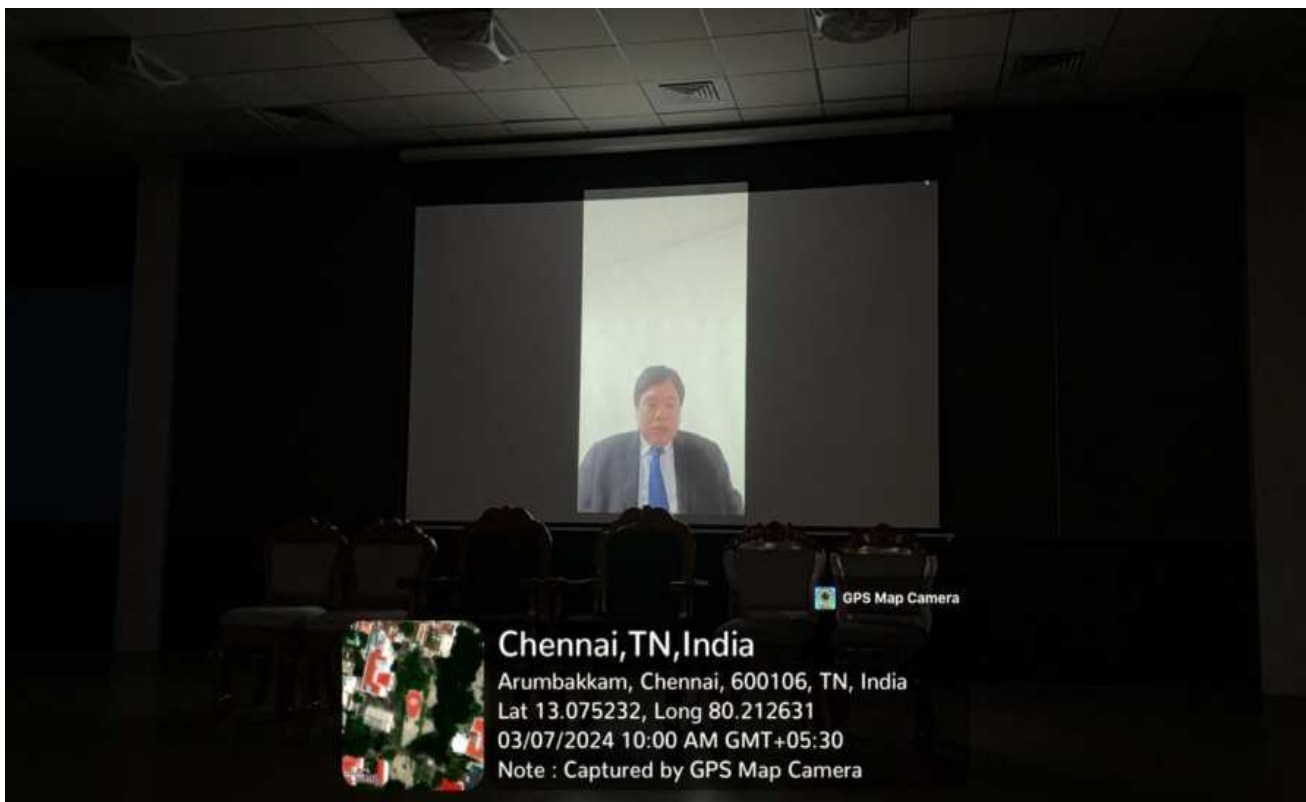 GPS Map Camera
Chennai,TN,India
Arumbakkam, Chennai, 600106, TN, India
Lat 13.075232, Long 80.212631
03/07/2024 10:00 AM GMT+05:30
Note : Captured by GPS Map Camera